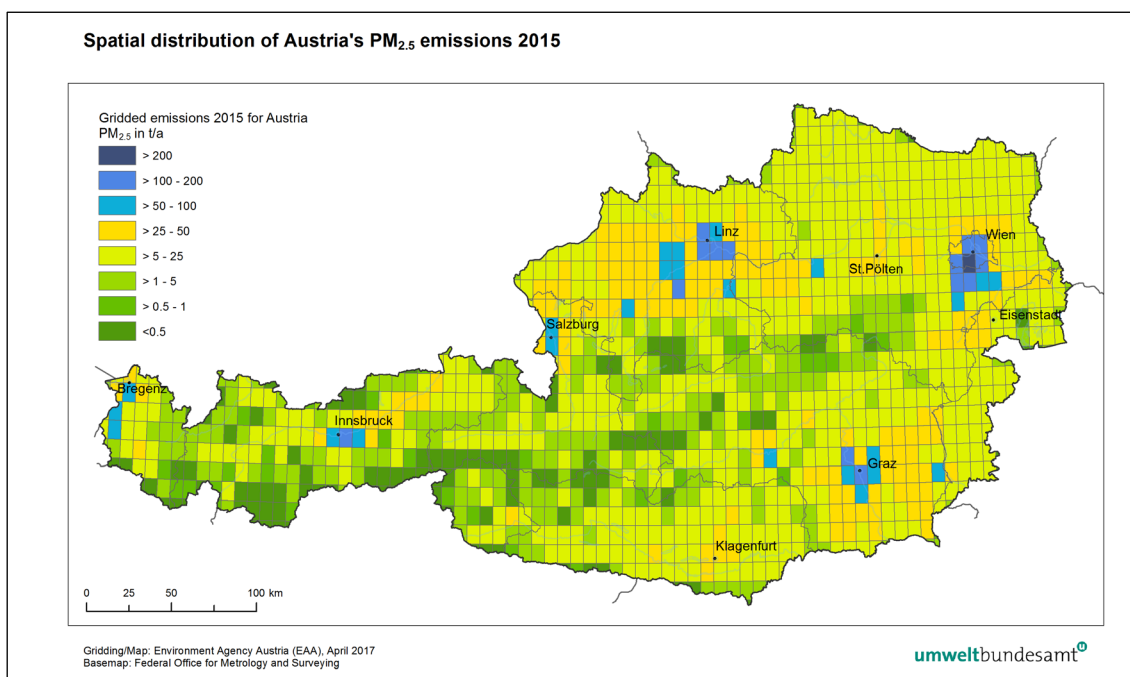 Spatial distribution of Austria's PM2.5 emissions 2015
Gridded emissions 2015 for Austria
PM2.5 in t/a
> 200
> 100 - 200
> 50 - 100
> 25 - 50
> 5 - 25
> 1 - 5
> 0.5 - 1
<0.5
Linz
Wien
St.Pölten
Eisenstadt
Salzburg
Bregenz
Innsbruck
Graz
Klagenfurt
0 25 50 100 km
Gridding/Map: Environment Agency Austria (EAA), April 2017
Basemap: Federal Office for Metrology and Surveying
umweltbundesamt